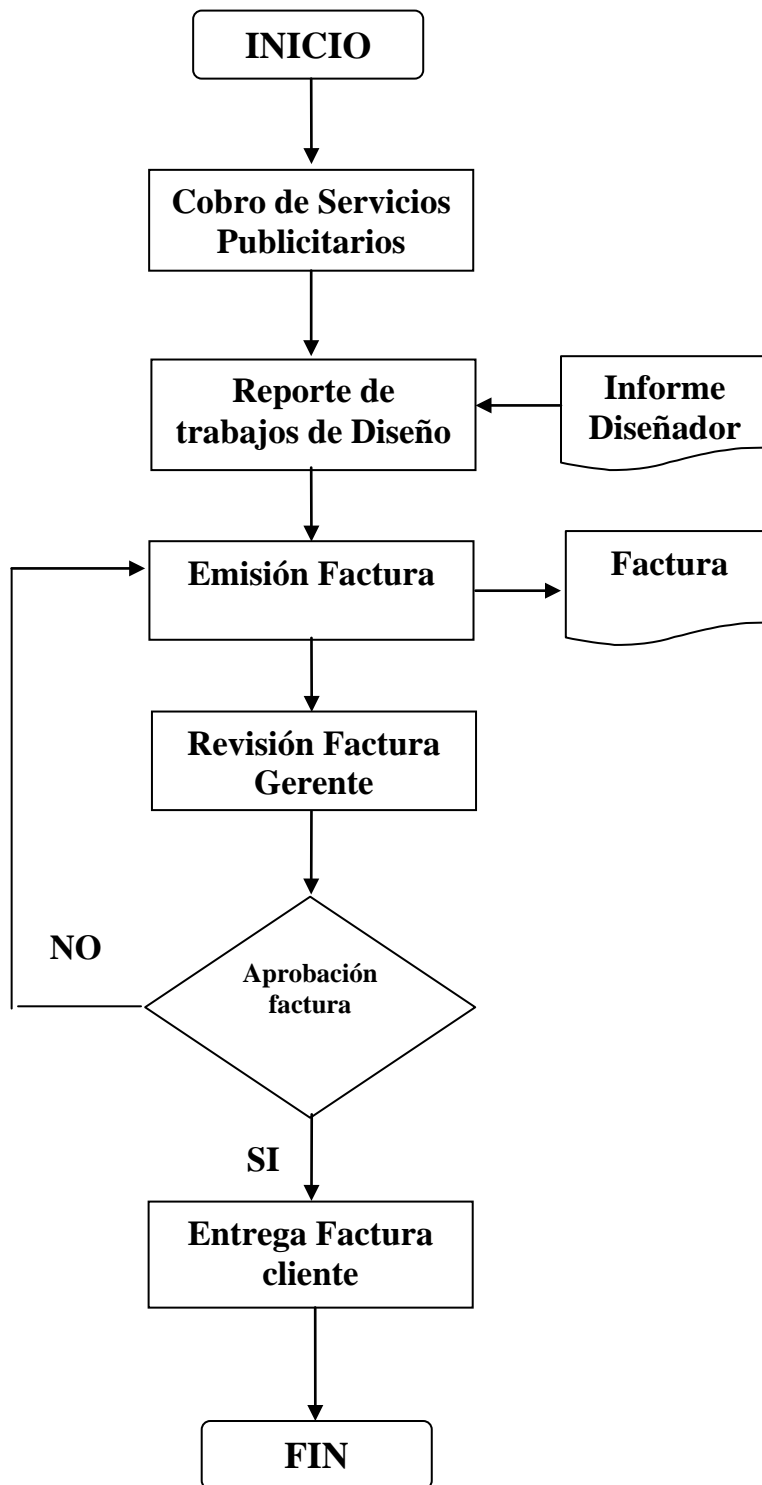 INICIO
Cobro de Servicios
Publicitarios
Reporte de
trabajos de Diseño
Informe
Diseñador
Emisión Factura
Factura
Revisión Factura
Gerente
Aprobación
factura
NO
SI
Entrega Factura
cliente
FIN